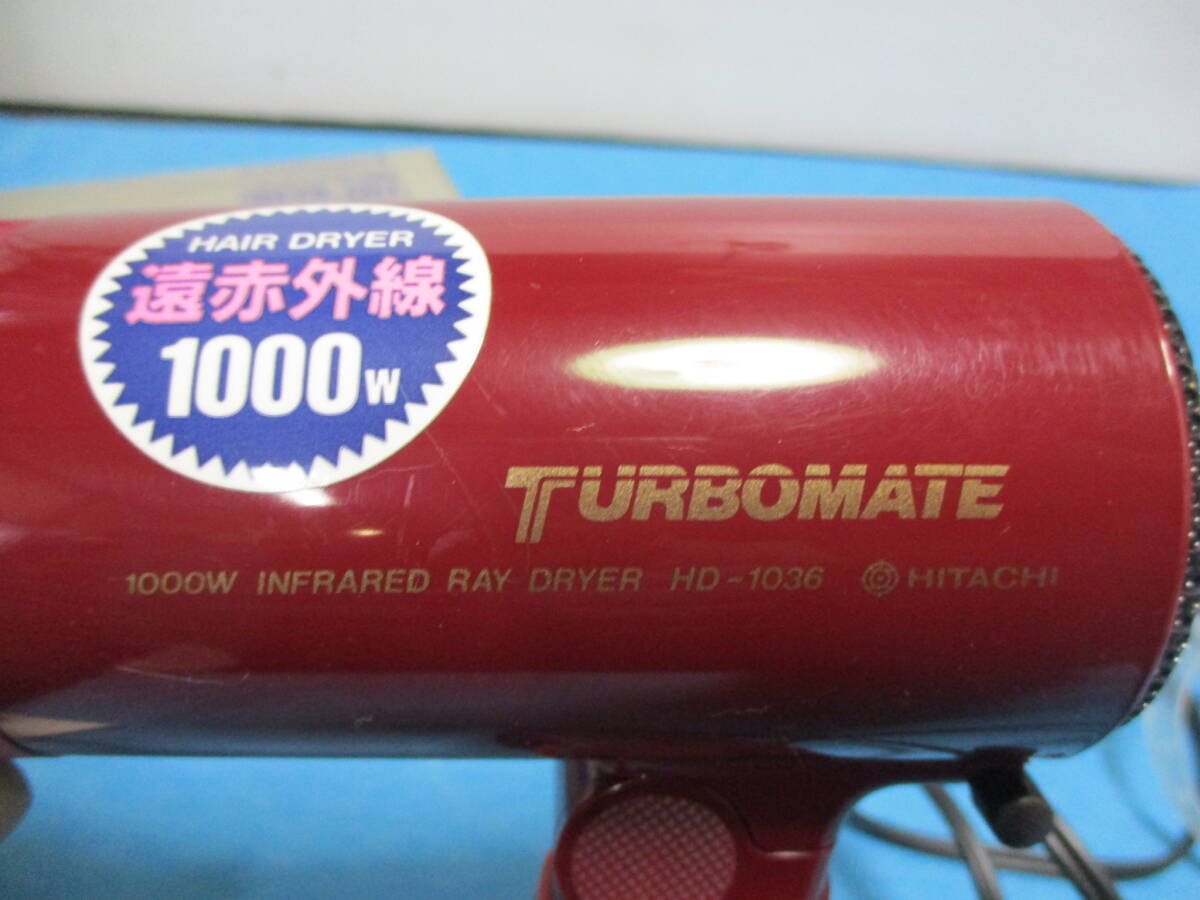 HAIR DRYER
遠赤外線
1000W
TURBOMATE
1000W INFRARED RAY DRYER HD-1036 HITACHI